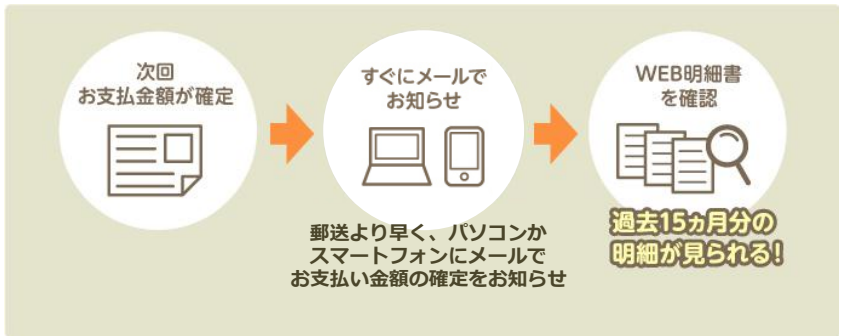 次回
お支払金額が確定
すぐにメールで
お知らせ
WEB明細書
を確認
郵送より早く、パソコンか
スマートフォンにメールで
お支払い金額の確定をお知らせ
過去15ヵ月分の
明細が見られる!